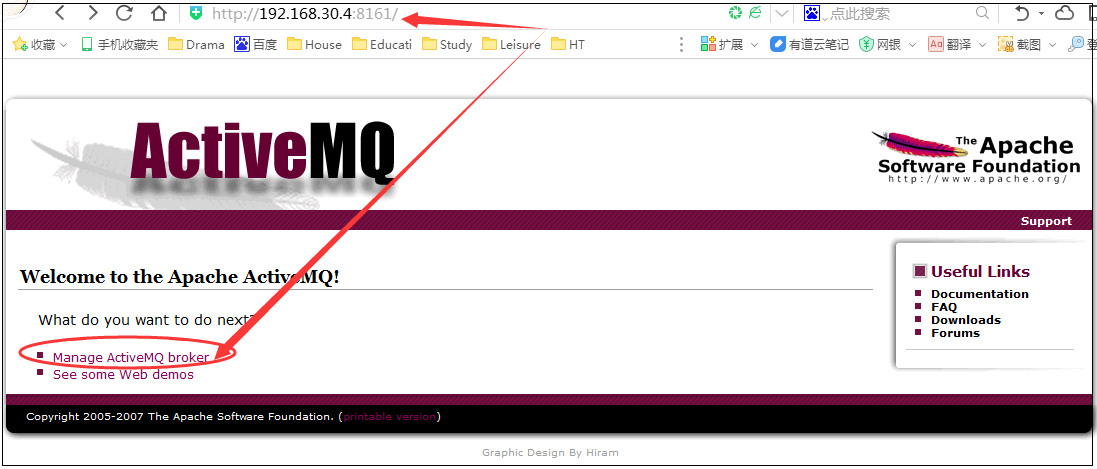 http://192.168.30.4:8161/
点此搜索
收藏 手机收藏夹 Drama 百度 House Educati Study Leisure HT 扩展 有道云笔记 网银 Aa 翻译 截图
ActiveMQ
The Apache
Software Foundation
http://www.apache.org/
Support
Welcome to the Apache ActiveMQ!
What do you want to do next?
Manage ActiveMQ broker
See some Web demos
Useful Links
Documentation
FAQ
Downloads
Forums
Copyright 2005-2007 The Apache Software Foundation. (printable version)
Graphic Design By Hiram